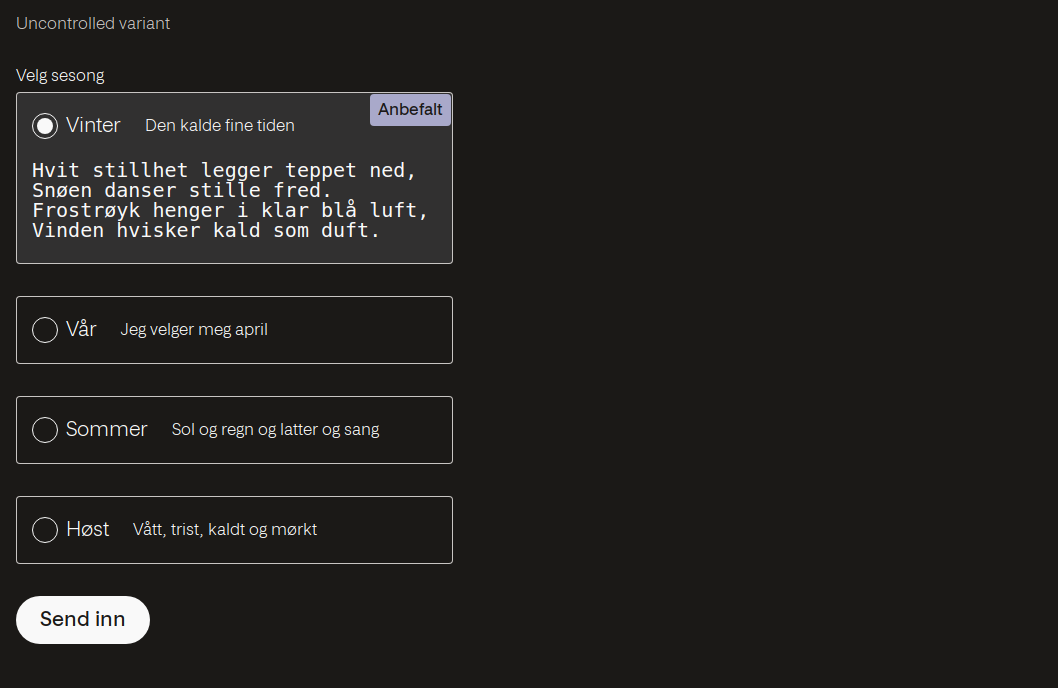 Uncontrolled variant
Velg sesong
Anbefalt
Vinter Den kalde fine tiden
Hvit stillhet legger teppet ned,
Snøen danser stille fred.
Frostrøyk henger i klar blå luft,
Vinden hvisker kald som duft.
Vår Jeg velger meg april
Sommer Sol og regn og latter og sang
Høst Vått, trist, kaldt og mørkt
Send inn